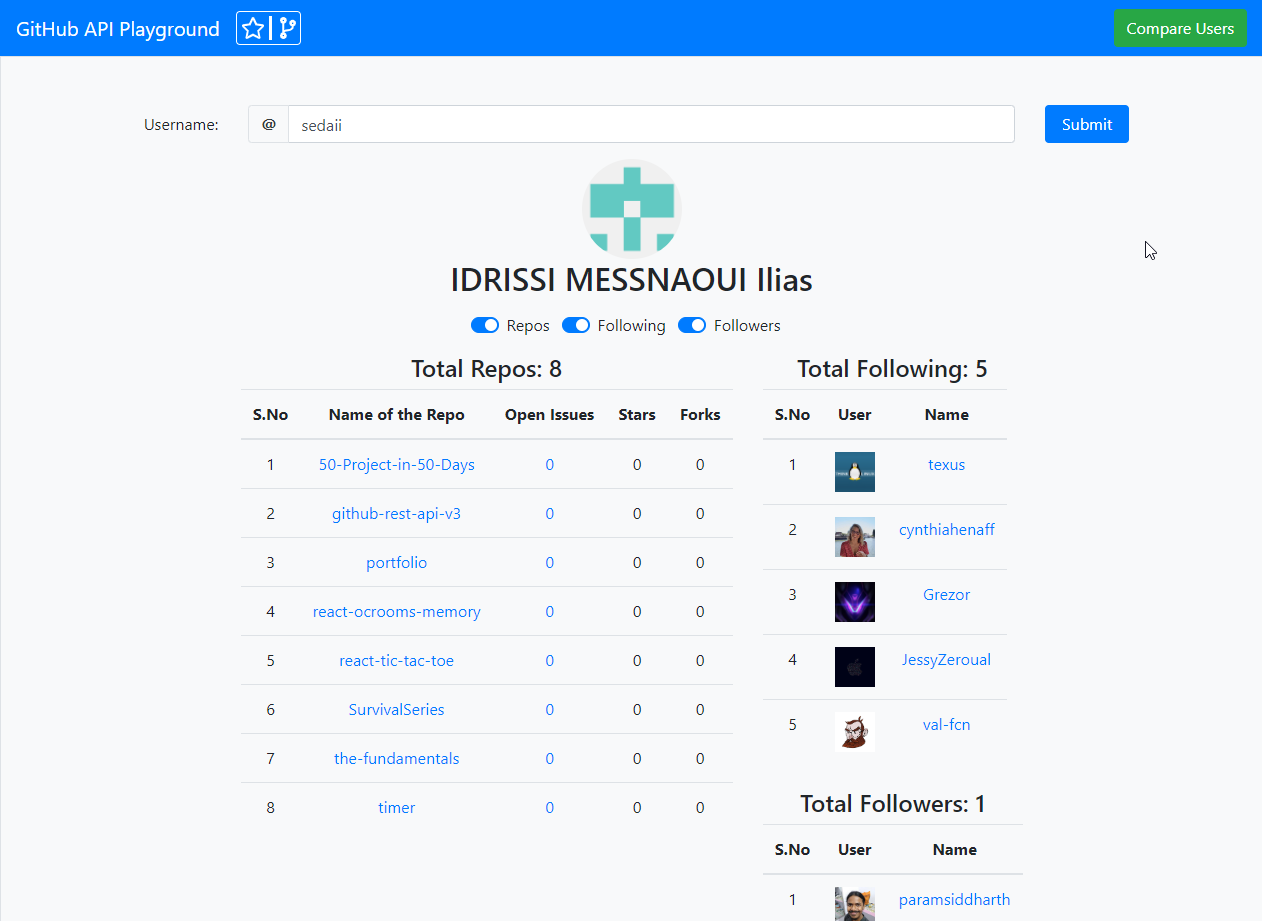 GitHub API Playground
Compare Users
Username:
@
sedaii
Submit
IDRISSI MESSNAOUI Ilias
Repos Following Followers
Total Repos: 8
S.No Name of the Repo Open Issues Stars Forks
1 50-Project-in-50-Days 0 0 0
2 github-rest-api-v3 0 0 0
3 portfolio 0 0 0
4 react-ocrooms-memory 0 0 0
5 react-tic-tac-toe 0 0 0
6 SurvivalSeries 0 0 0
7 the-fundamentals 0 0 0
8 timer 0 0 0
Total Following: 5
S.No User Name
1 texus
2 cynthiahenaff
3 Grezor
4 JessyZeroual
5 val-fcn
Total Followers: 1
S.No User Name
1 paramsiddharth